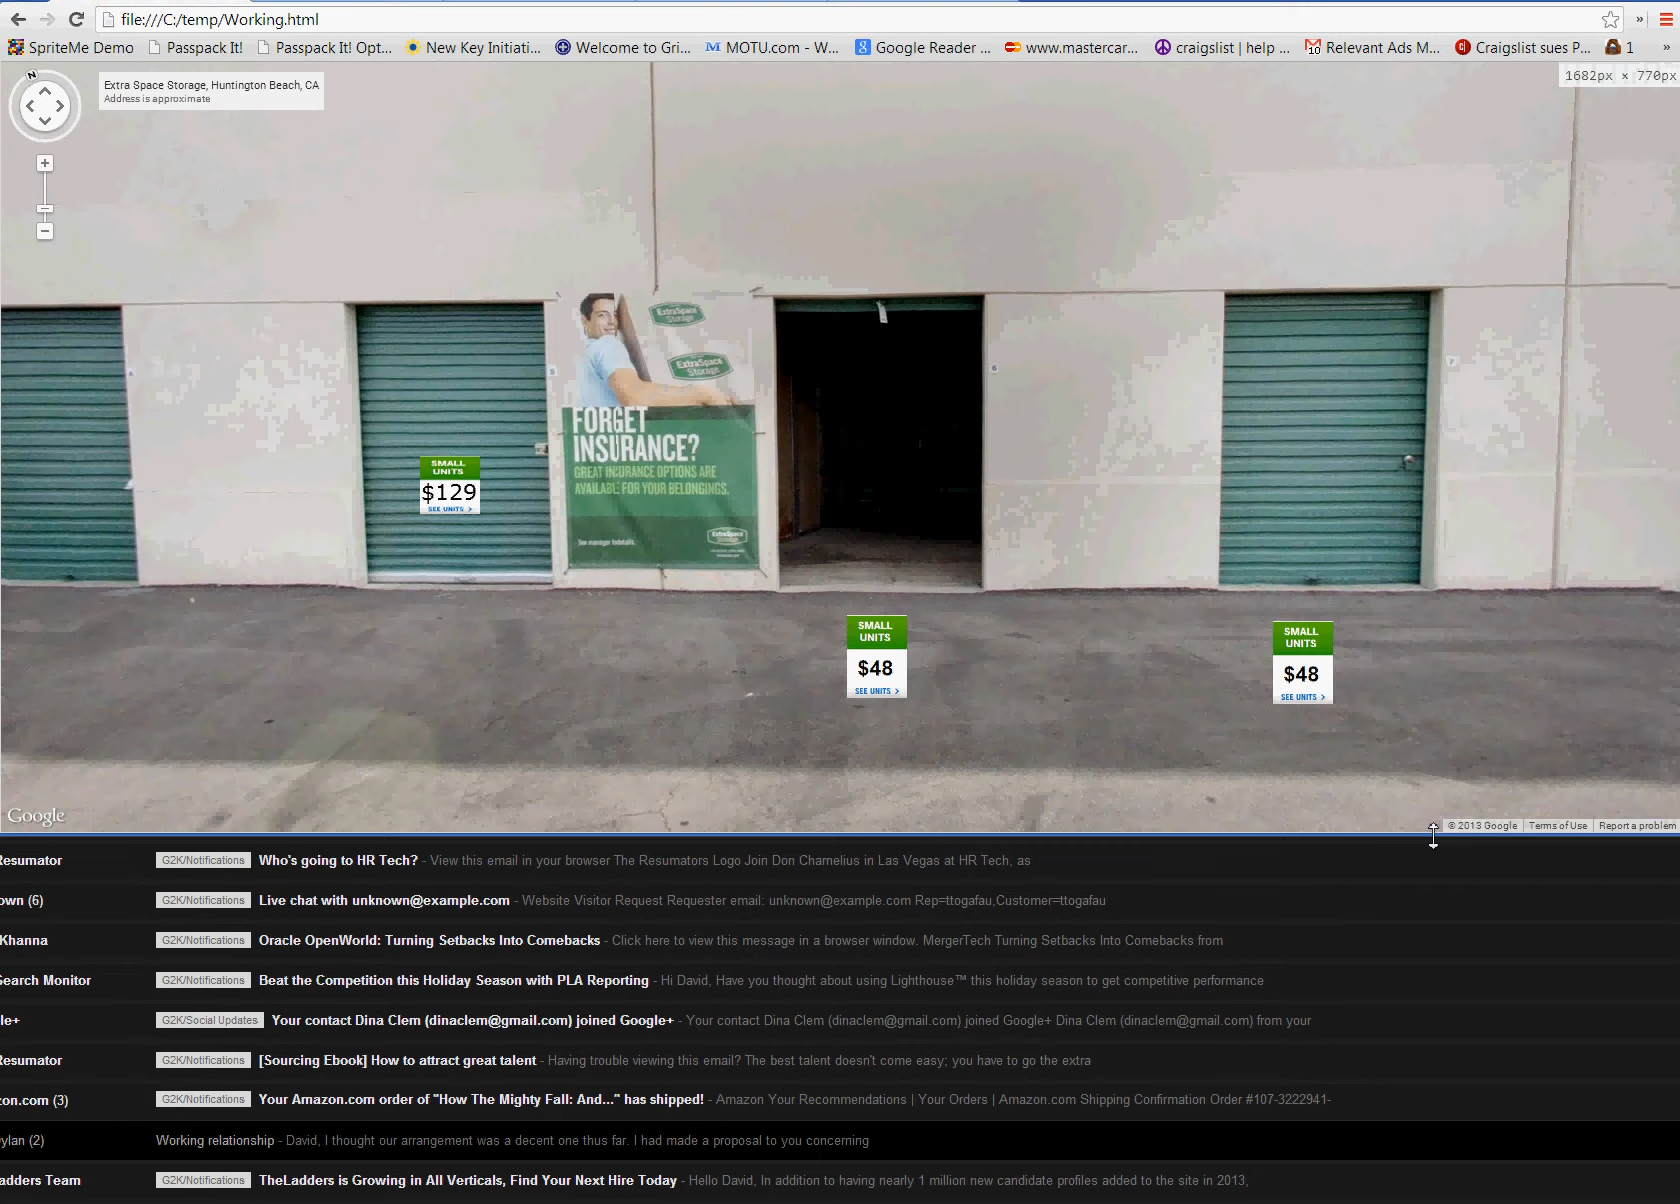 file:///C:/temp/Working.html
SpriteMe Demo
Passpack It!
Passpack It! Opt...
New Key Initiati...
Welcome to Gri...
MOTU.com - W...
Google Reader ...
www.mastercar...
craigslist | help ...
Relevant Ads M...
Craigslist sues P...
1
»
N
Extra Space Storage, Huntington Beach, CA
Address is approximate
1682px × 770px
ExtraSpace
Storage
ExtraSpace
Storage
FORGET
INSURANCE?
GREAT INSURANCE OPTIONS ARE
AVAILABLE FOR YOUR BELONGINGS.
ExtraSpace
Storage
5
6
7
SMALL
UNITS
$129
SEE UNITS >
SMALL
UNITS
$48
SEE UNITS >
SMALL
UNITS
$48
SEE UNITS >
Google
© 2013 Google
Terms of Use
Report a problem
Resumator G2K/Notifications Who's going to HR Tech? - View this email in your browser The Resumators Logo Join Don Charnelius in Las Vegas at HR Tech, as
own (6) G2K/Notifications Live chat with unknown@example.com - Website Visitor Request Requester email: unknown@example.com Rep=ttogafau,Customer=ttogafau
Khanna G2K/Notifications Oracle OpenWorld: Turning Setbacks Into Comebacks - Click here to view this message in a browser window. MergerTech Turning Setbacks Into Comebacks from
Search Monitor G2K/Notifications Beat the Competition this Holiday Season with PLA Reporting - Hi David, Have you thought about using Lighthouse™ this holiday season to get competitive performance
le+ G2K/Social Updates Your contact Dina Clem (dinaclem@gmail.com) joined Google+ - Your contact Dina Clem (dinaclem@gmail.com) joined Google+ Dina Clem (dinaclem@gmail.com) from your
Resumator G2K/Notifications [Sourcing Ebook] How to attract great talent - Having trouble viewing this email? The best talent doesn't come easy; you have to go the extra
zon.com (3) G2K/Notifications Your Amazon.com order of "How The Mighty Fall: And..." has shipped! - Amazon Your Recommendations | Your Orders | Amazon.com Shipping Confirmation Order #107-3222941-
ylan (2) Working relationship - David, I thought our arrangement was a decent one thus far. I had made a proposal to you concerning
adders Team G2K/Notifications TheLadders is Growing in All Verticals, Find Your Next Hire Today - Hello David, In addition to having nearly 1 million new candidate profiles added to the site in 2013,